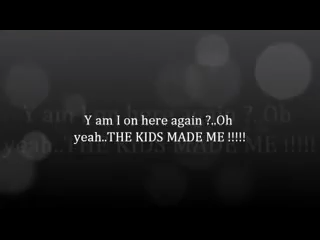 Y am I on here again ?..Oh
yeah..THE KIDS MADE ME !!!!!